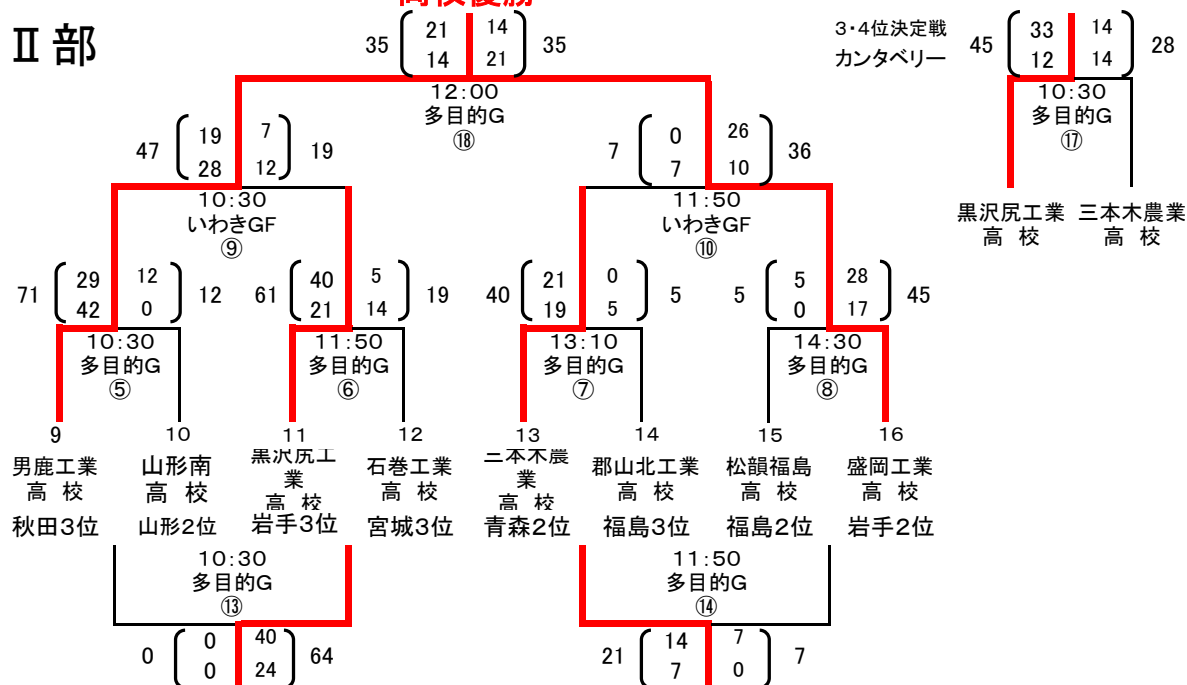 高校優勝
Ⅱ部
35 21 14 35
14 21
12:00
多目的G
⑱
3・4位決定戦
カンタベリー
45 33 14 28
12 14
10:30
多目的G
⑰
黒沢尻工業 三本木農業
高 校 高 校
47 19 7 19
28 12
10:30
いわきGF
⑨
7 0 26 36
7 10
11:50
いわきGF
⑩
71 29 12 12
42 0
10:30
多目的G
⑤
61 40 5 19
21 14
11:50
多目的G
⑥
40 21 0 5
19 5
13:10
多目的G
⑦
5 5 28 45
0 17
14:30
多目的G
⑧
9 10 11 12 13 14 15 16
男鹿工業
高 校
秋田3位
山形南
高 校
山形2位
黒沢尻工
業
高 校
岩手3位
石巻工業
高 校
宮城3位
三本木農
業
高 校
青森2位
郡山北工業
高 校
福島3位
松韻福島
高 校
福島2位
盛岡工業
高 校
岩手2位
10:30
多目的G
⑬
0 0 40 64
0 24
11:50
多目的G
⑭
21 14 7 7
7 0